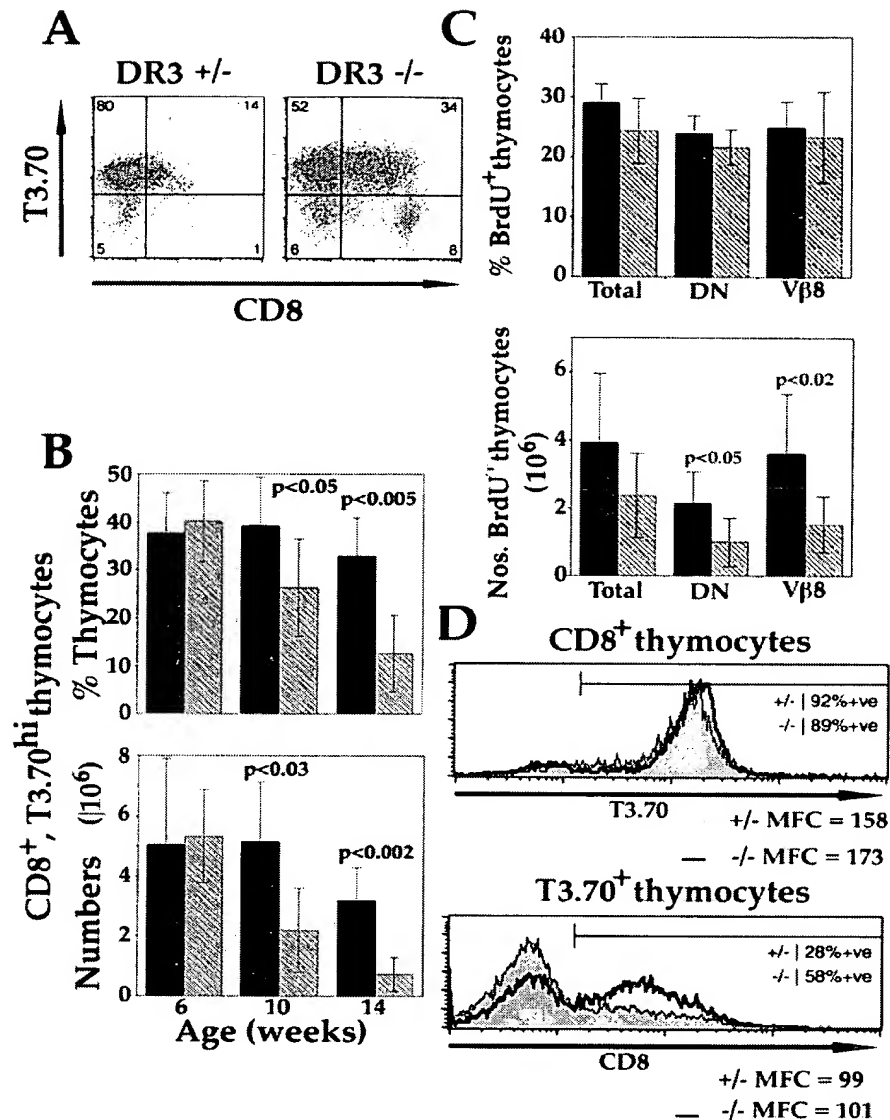 A
DR3 +/-
DR3 -/-
80
14
5
1
52
34
6
8
T3.70
CD8
B
CD8+, T3.70hi thymocytes
% Thymocytes
50
40
30
20
10
0
p<0.05
p<0.005
Numbers (|10⁶)
8
6
4
2
0
p<0.03
p<0.002
6
10
14
Age (weeks)
C
% BrdU+ thymocytes
40
30
20
10
0
Total
DN
Vβ8
Nos. BrdU+ thymocytes
(10⁶)
6
4
2
0
p<0.05
p<0.02
Total
DN
Vβ8
D
CD8+ thymocytes
+/- | 92%+ve
-/- | 89%+ve
T3.70
+/- MFC = 158
-/- MFC = 173
T3.70+ thymocytes
+/- | 28%+ve
-/- | 58%+ve
CD8
+/- MFC = 99
-/- MFC = 101